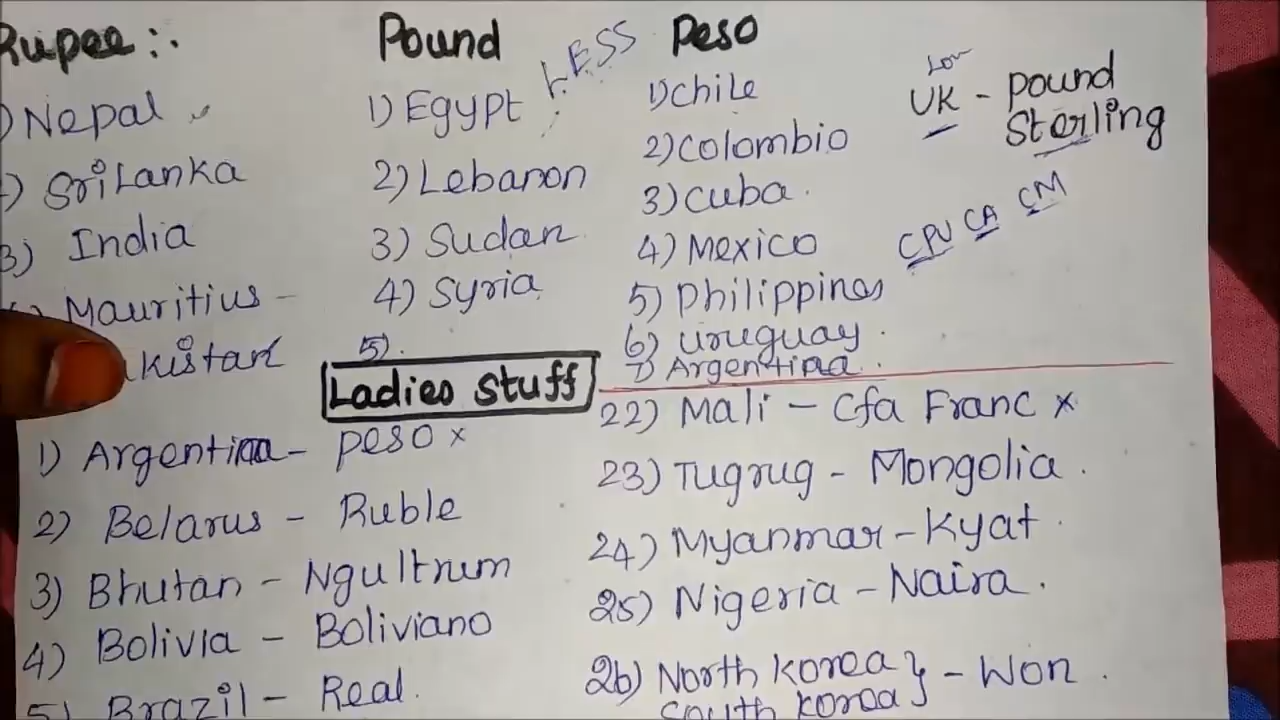 Rupee:.
) Nepal
) SriLanka
3) India
) Mauritius -
kistan
Pound
1) Egypt
2) Lebanon
3) Sudan
4) Syria
5).
LESS
Peso
1) Chile
2) Colombio
3) Cuba.
4) Mexico
5) Philippines
6) Uruguay.
7) Argentina.
UK - Pound
Sterling
CPU CA CM
Ladies Stuff
1) Argentina - peso x
2) Belarus - Ruble
3) Bhutan - Ngultrum
4) Bolivia - Boliviano
5) Brazil - Real.
22) Mali - Cfa Franc x
23) Tugrug - Mongolia.
24) Myanmar - Kyat.
25) Nigeria - Naira.
26) North Korea } - Won.
South Korea